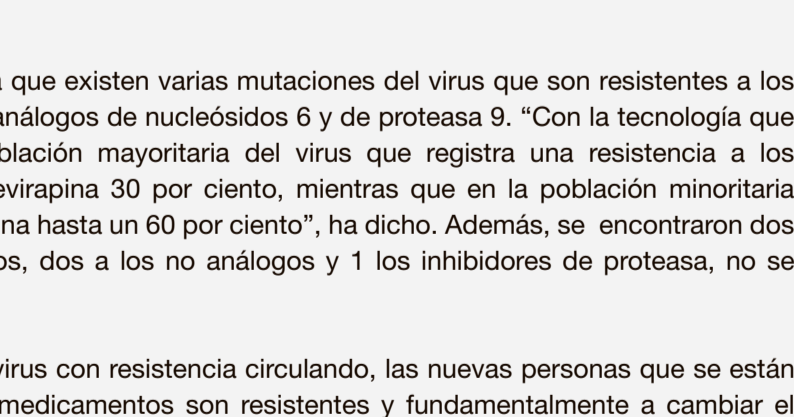 que existen varias mutaciones del virus que son resistentes a los
análogos de nucleósidos 6 y de proteasa 9. “Con la tecnología que
blación mayoritaria del virus que registra una resistencia a los
evirapina 30 por ciento, mientras que en la población minoritaria
na hasta un 60 por ciento”, ha dicho. Además, se encontraron dos
os, dos a los no análogos y 1 los inhibidores de proteasa, no se
virus con resistencia circulando, las nuevas personas que se están
medicamentos son resistentes y fundamentalmente a cambiar el